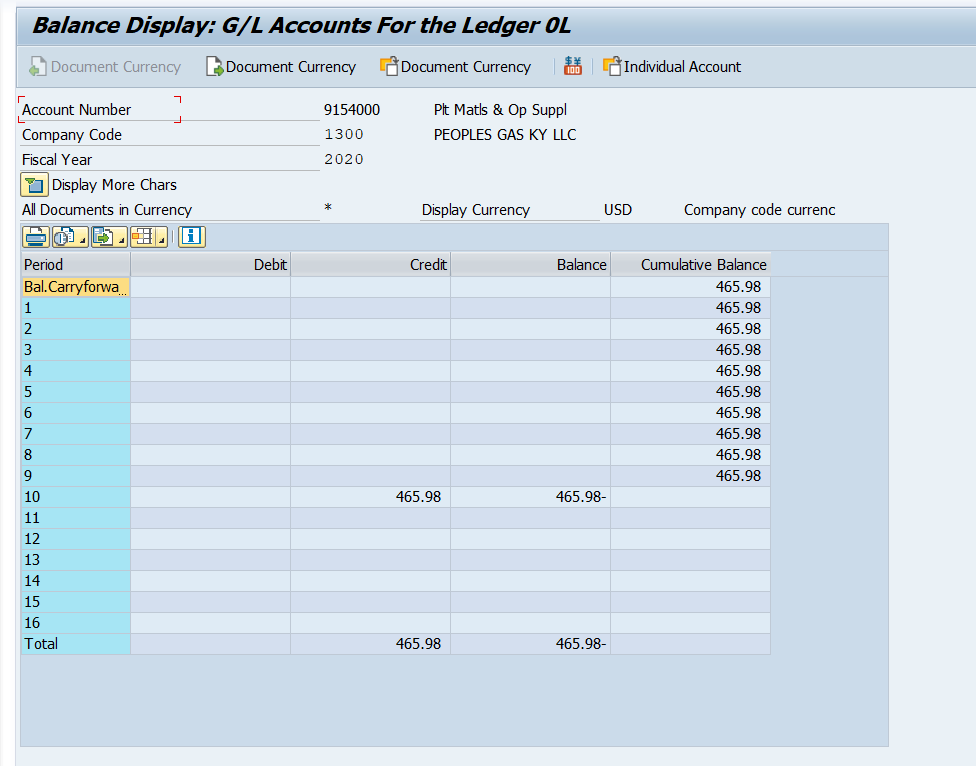 Balance Display: G/L Accounts For the Ledger 0L
Document Currency Document Currency Document Currency Individual Account
Account Number 9154000 Plt Matls & Op Suppl
Company Code 1300 PEOPLES GAS KY LLC
Fiscal Year 2020
Display More Chars
All Documents in Currency * Display Currency USD Company code currenc
Period Debit Credit Balance Cumulative Balance
Bal.Carryforwa... 465.98
1 465.98
2 465.98
3 465.98
4 465.98
5 465.98
6 465.98
7 465.98
8 465.98
9 465.98
10 465.98 465.98-
11
12
13
14
15
16
Total 465.98 465.98-